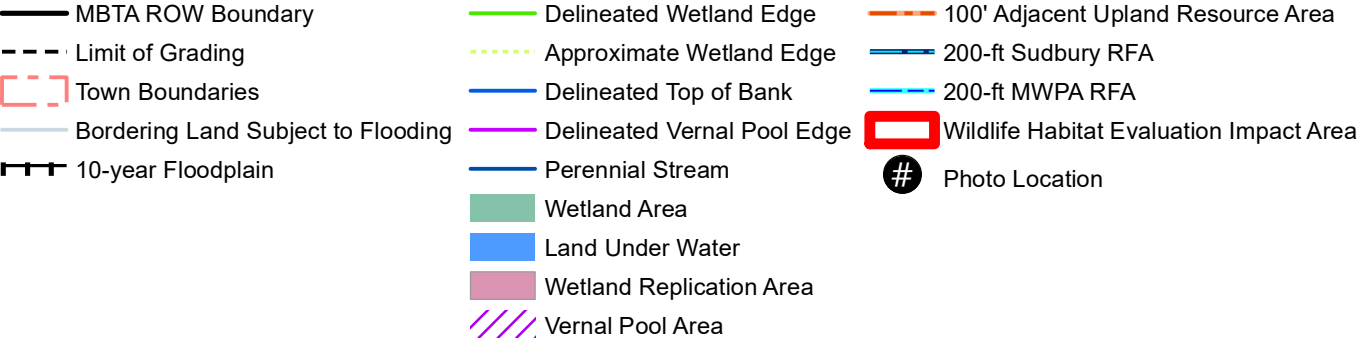 MBTA ROW Boundary
Limit of Grading
Town Boundaries
Bordering Land Subject to Flooding
10-year Floodplain
Delineated Wetland Edge
Approximate Wetland Edge
Delineated Top of Bank
Delineated Vernal Pool Edge
Perennial Stream
Wetland Area
Land Under Water
Wetland Replication Area
Vernal Pool Area
100' Adjacent Upland Resource Area
200-ft Sudbury RFA
200-ft MWPA RFA
Wildlife Habitat Evaluation Impact Area
# Photo Location